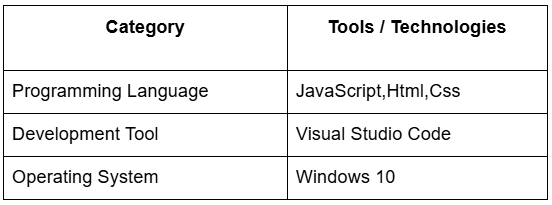 Category Tools / Technologies
Programming Language JavaScript,Html,Css
Development Tool Visual Studio Code
Operating System Windows 10